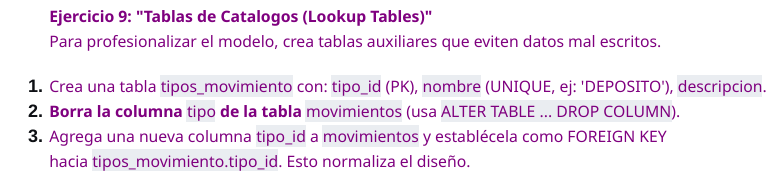 Ejercicio 9: "Tablas de Catalogos (Lookup Tables)"
Para profesionalizar el modelo, crea tablas auxiliares que eviten datos mal escritos.
1. Crea una tabla tipos_movimiento con: tipo_id (PK), nombre (UNIQUE, ej: 'DEPOSITO'), descripcion.
2. Borra la columna tipo de la tabla movimientos (usa ALTER TABLE ... DROP COLUMN).
3. Agrega una nueva columna tipo_id a movimientos y establécela como FOREIGN KEY
hacia tipos_movimiento.tipo_id. Esto normaliza el diseño.